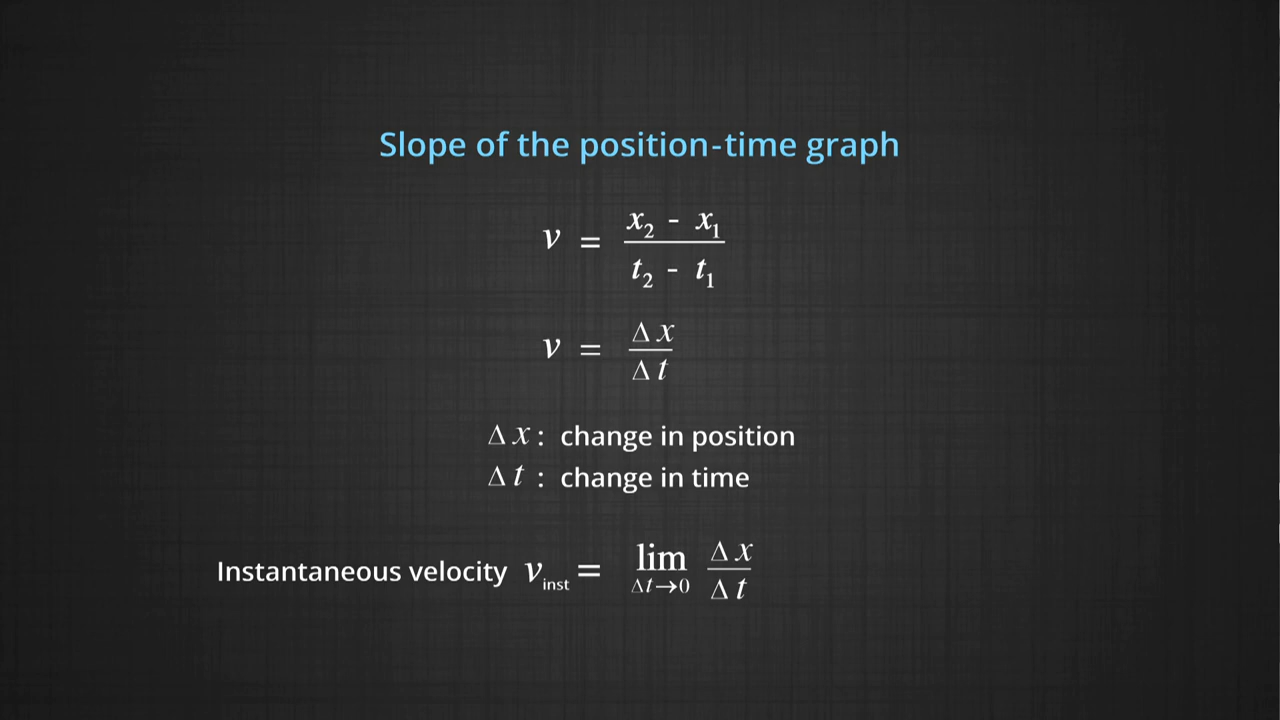 Slope of the position-time graph
v = x₂ - x₁ / t₂ - t₁
v = Δx / Δt
Δx : change in position
Δt : change in time
Instantaneous velocity v_inst = lim Δt→0 Δx / Δt